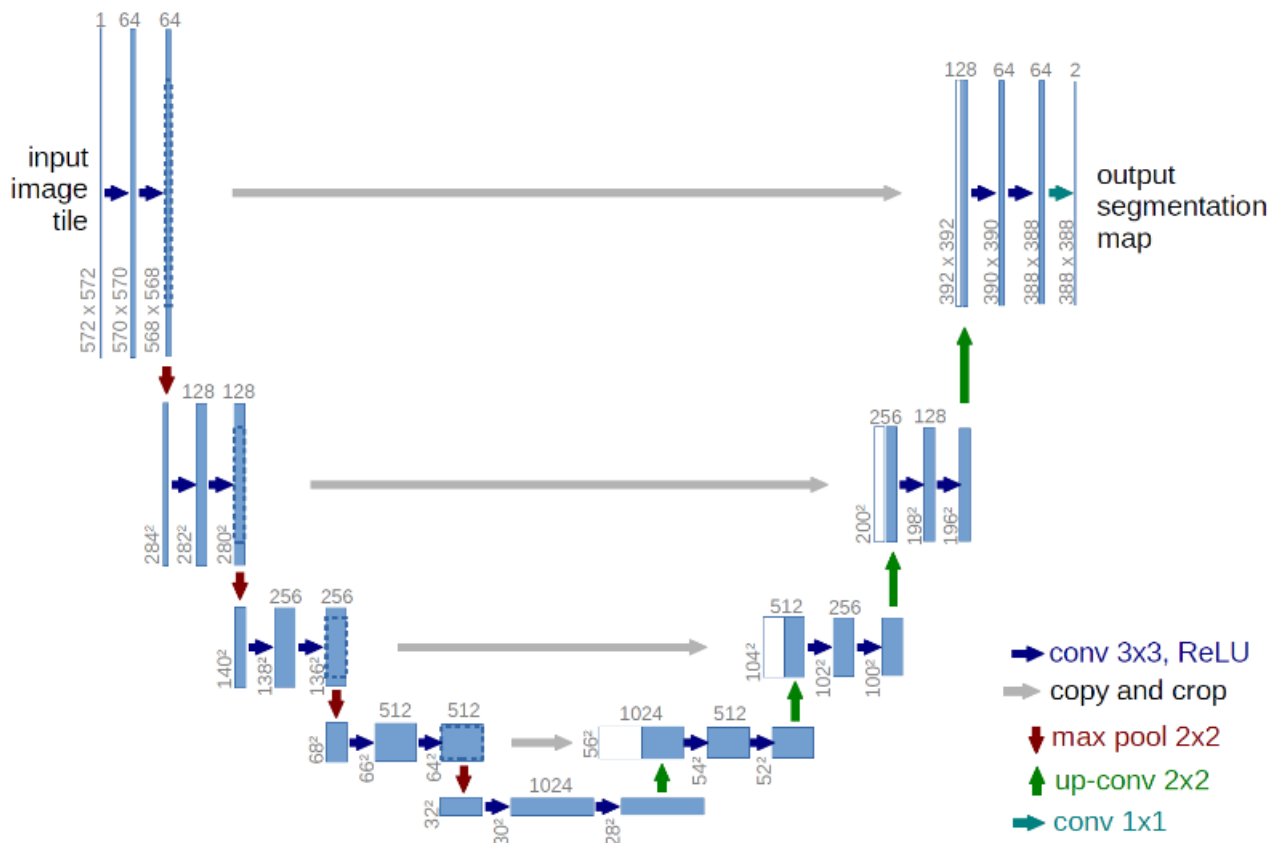 1 64 64
input
image
tile
572 x 572
570 x 570
568 x 568
128 64 64 2
output
segmentation
map
392 x 392
390 x 390
388 x 388
388 x 388
128 128
284²
282²
280²
256 128
200²
198²
196²
256 256
140²
138²
136²
512 256
104²
102²
100²
512 512
68²
66²
64²
1024 512
56²
54²
52²
1024
32²
30²
28²
conv 3x3, ReLU
copy and crop
max pool 2x2
up-conv 2x2
conv 1x1